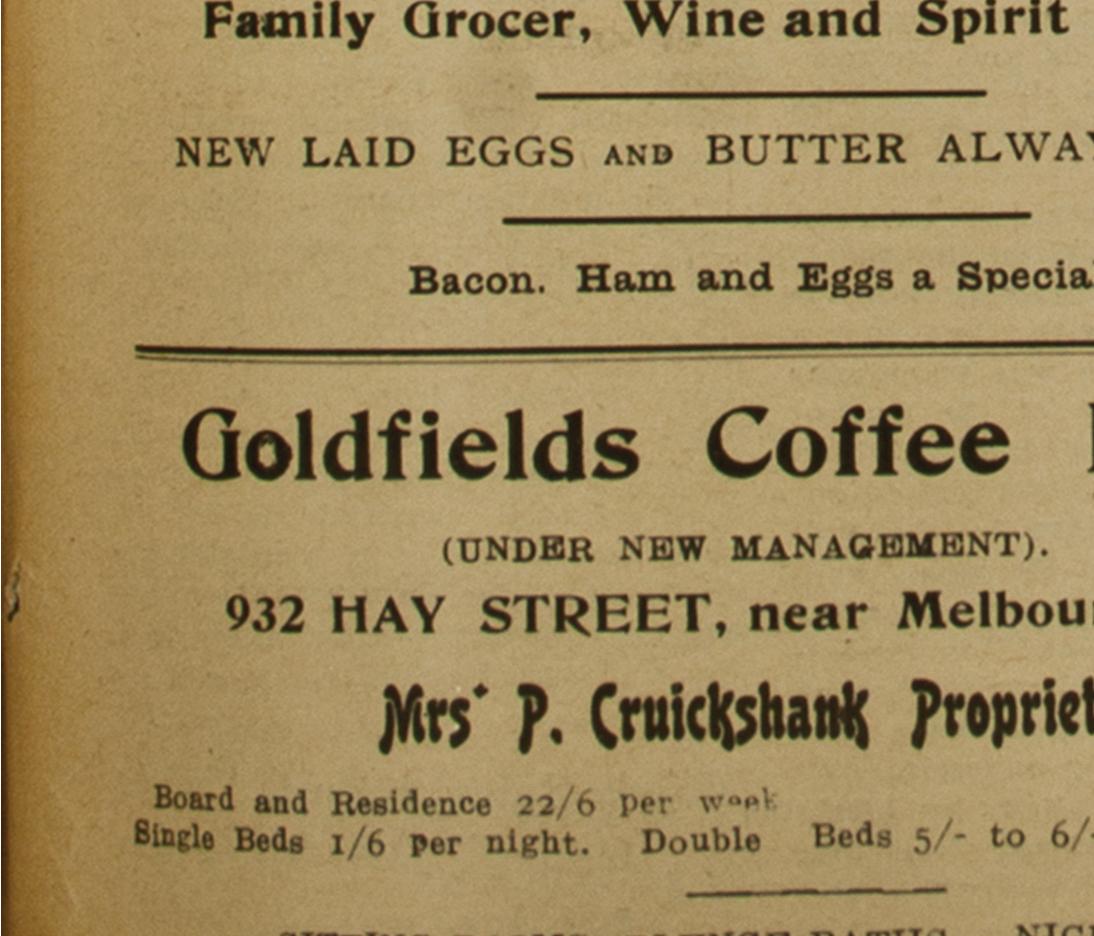 Family Grocer, Wine and Spirit
NEW LAID EGGS AND BUTTER ALWAY
Bacon. Ham and Eggs a Special
Goldfields Coffee
(UNDER NEW MANAGEMENT).
932 HAY STREET, near Melbour
Mrs. P. Cruickshank Propriet
Board and Residence 22/6 per week
Single Beds 1/6 per night. Double Beds 5/- to 6/-